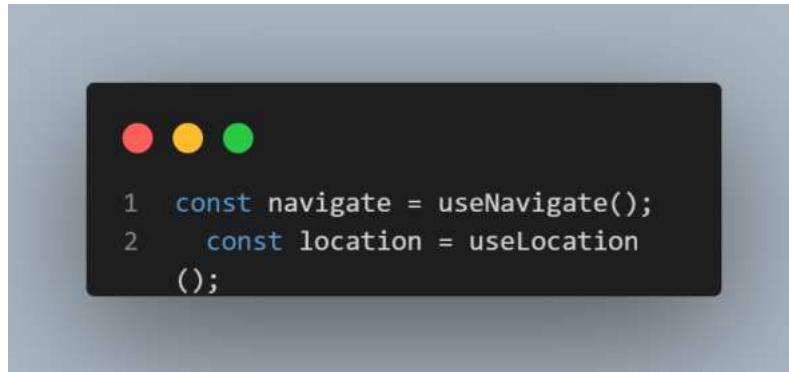 1 const navigate = useNavigate();
2 const location = useLocation
();